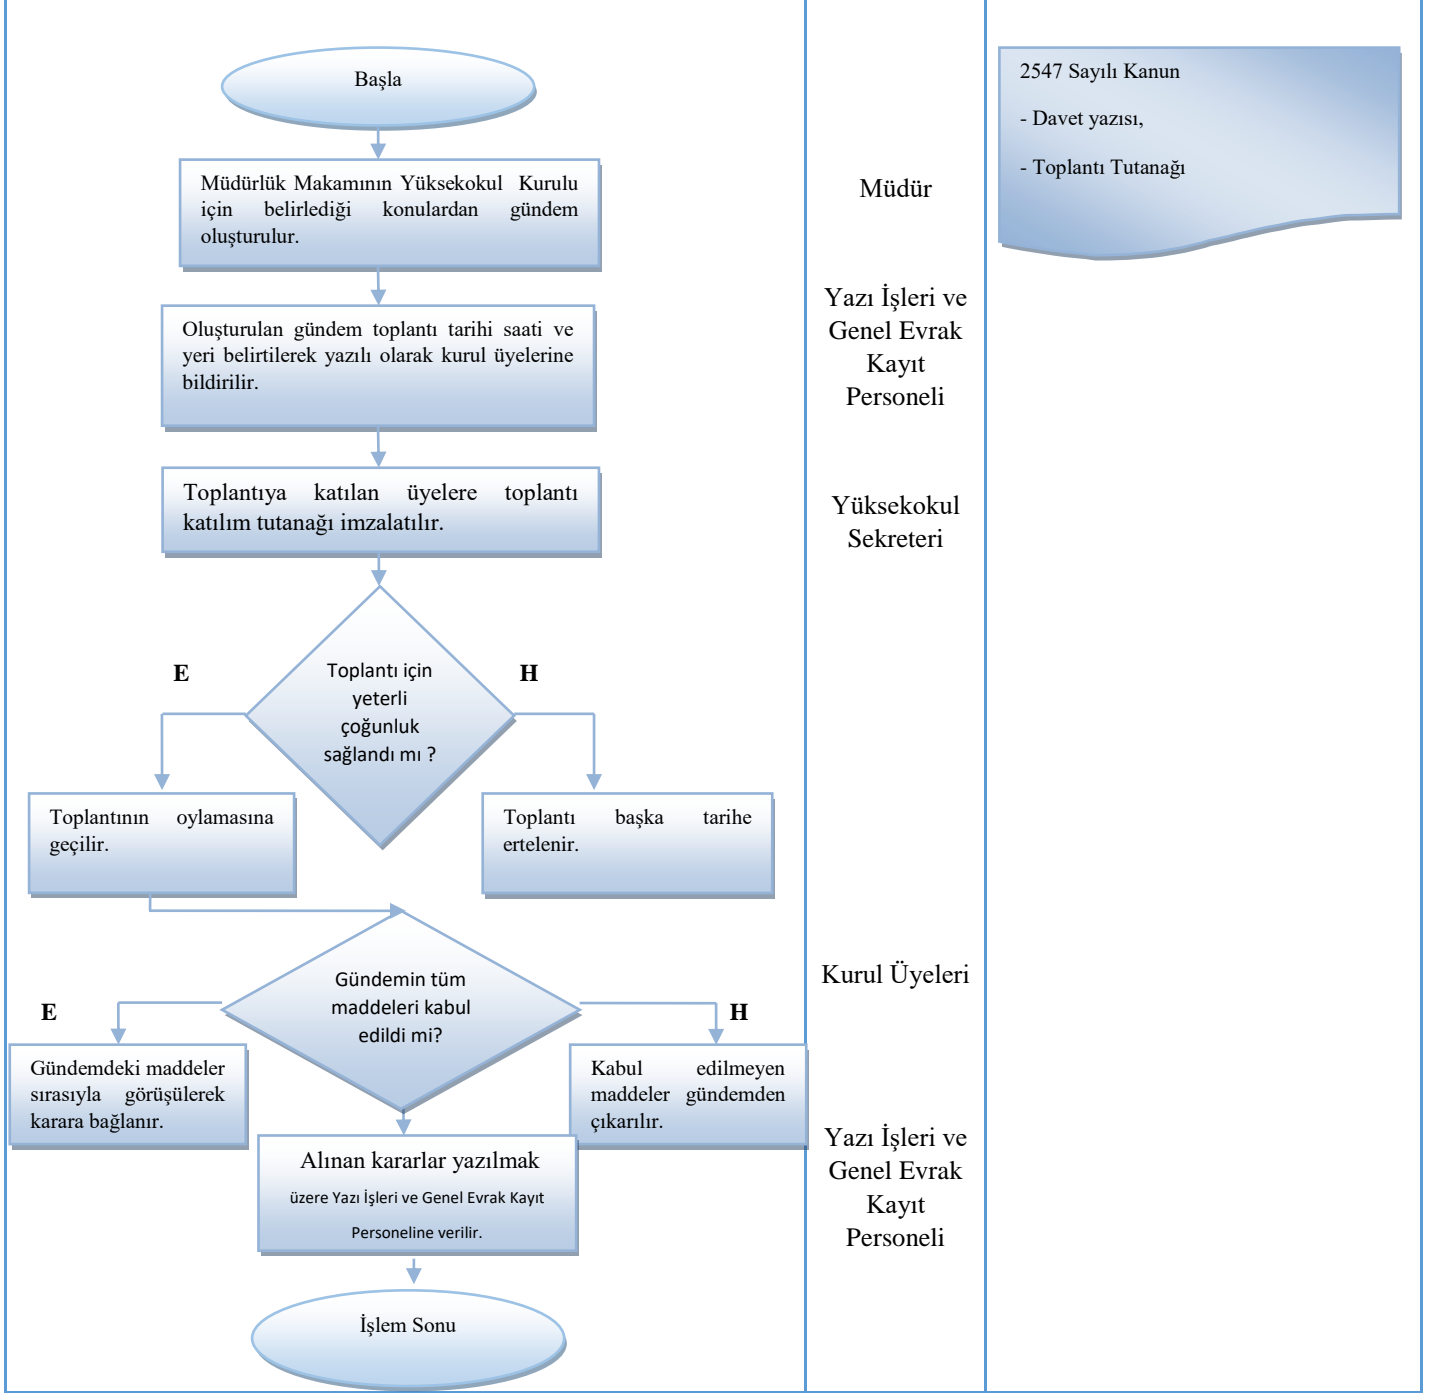 Başla
Müdürlük Makamının Yüksekokul Kurulu
için belirlediği konulardan gündem
oluşturulur.
Oluşturulan gündem toplantı tarihi saati ve
yeri belirtilerek yazılı olarak kurul üyelerine
bildirilir.
Toplantıya katılan üyelere toplantı
katılım tutanağı imzalatılır.
Toplantı için
yeterli
çoğunluk
sağlandı mı ?
E
H
Toplantının oylamasına
geçilir.
Toplantı başka tarihe
ertelenir.
Gündemin tüm
maddeleri kabul
edildi mi?
E
H
Gündemdeki maddeler
sırasıyla görüşülerek
karara bağlanır.
Kabul edilmeyen
maddeler gündemden
çıkarılır.
Alınan kararlar yazılmak
üzere Yazı İşleri ve Genel Evrak Kayıt
Personeline verilir.
İşlem Sonu
Müdür
Yazı İşleri ve
Genel Evrak
Kayıt
Personeli
Yüksekokul
Sekreteri
Kurul Üyeleri
Yazı İşleri ve
Genel Evrak
Kayıt
Personeli
2547 Sayılı Kanun
- Davet yazısı,
- Toplantı Tutanağı